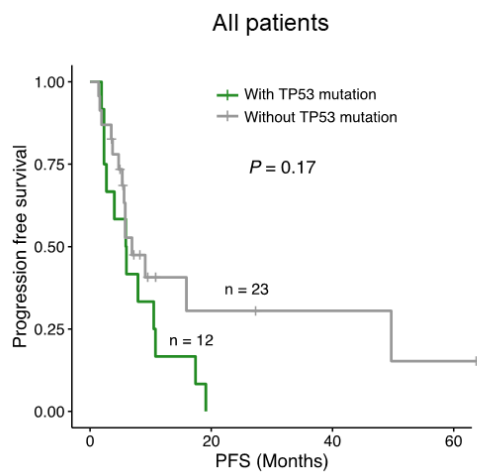 All patients
With TP53 mutation
Without TP53 mutation
P = 0.17
n = 23
n = 12
Progression free survival
1.00
0.75
0.50
0.25
0.00
0
20
40
60
PFS (Months)